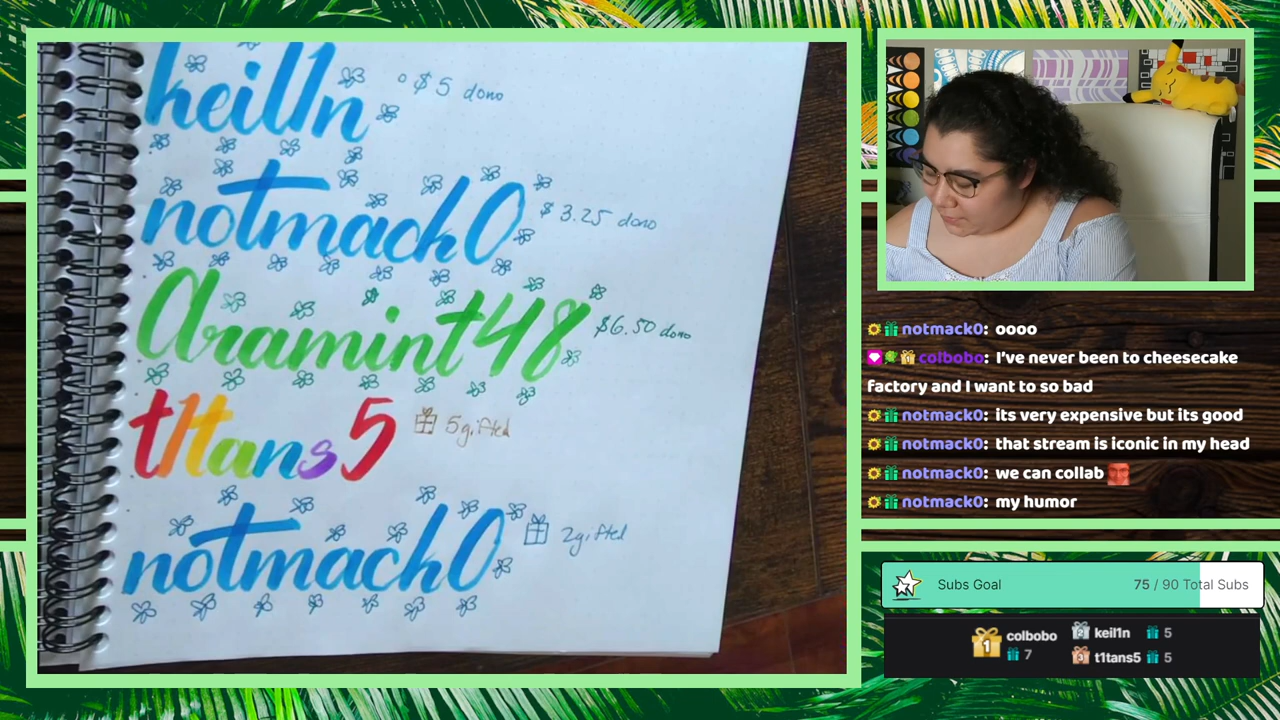 keil1n $5 dono
notmack0 $3.25 dono
aramint48 $6.50 dono
t1tans5 5 gifted
notmack0 2 gifted
notmack0: oooo
colbobo: I've never been to cheesecake
factory and I want to so bad
notmack0: its very expensive but its good
notmack0: that stream is iconic in my head
notmack0: we can collab
notmack0: my humor
Subs Goal 75 / 90 Total Subs
1 colbobo 7
2 keil1n 5
3 t1tans5 5